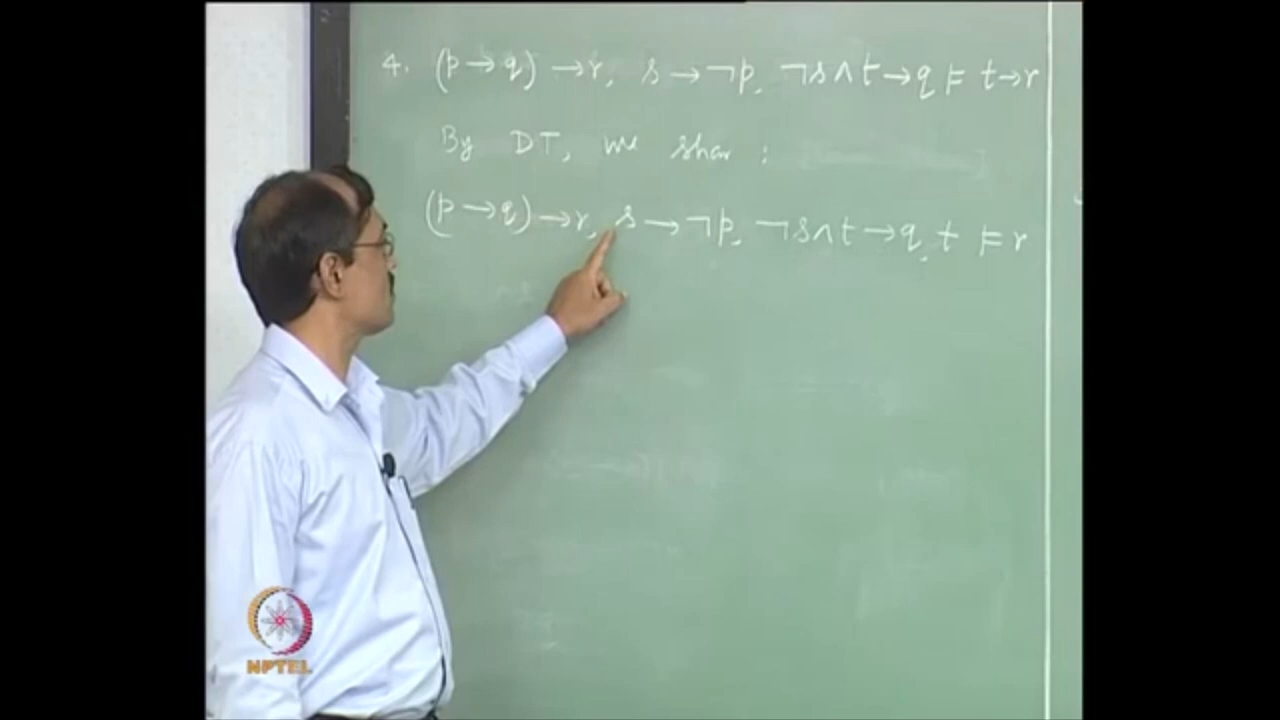 4. (p → q) → r, s → ¬p, ¬s ∧ t → q ⊨ t → r
By DT, we show :
(p → q) → r, s → ¬p, ¬s ∧ t → q, t ⊨ r
NPTEL